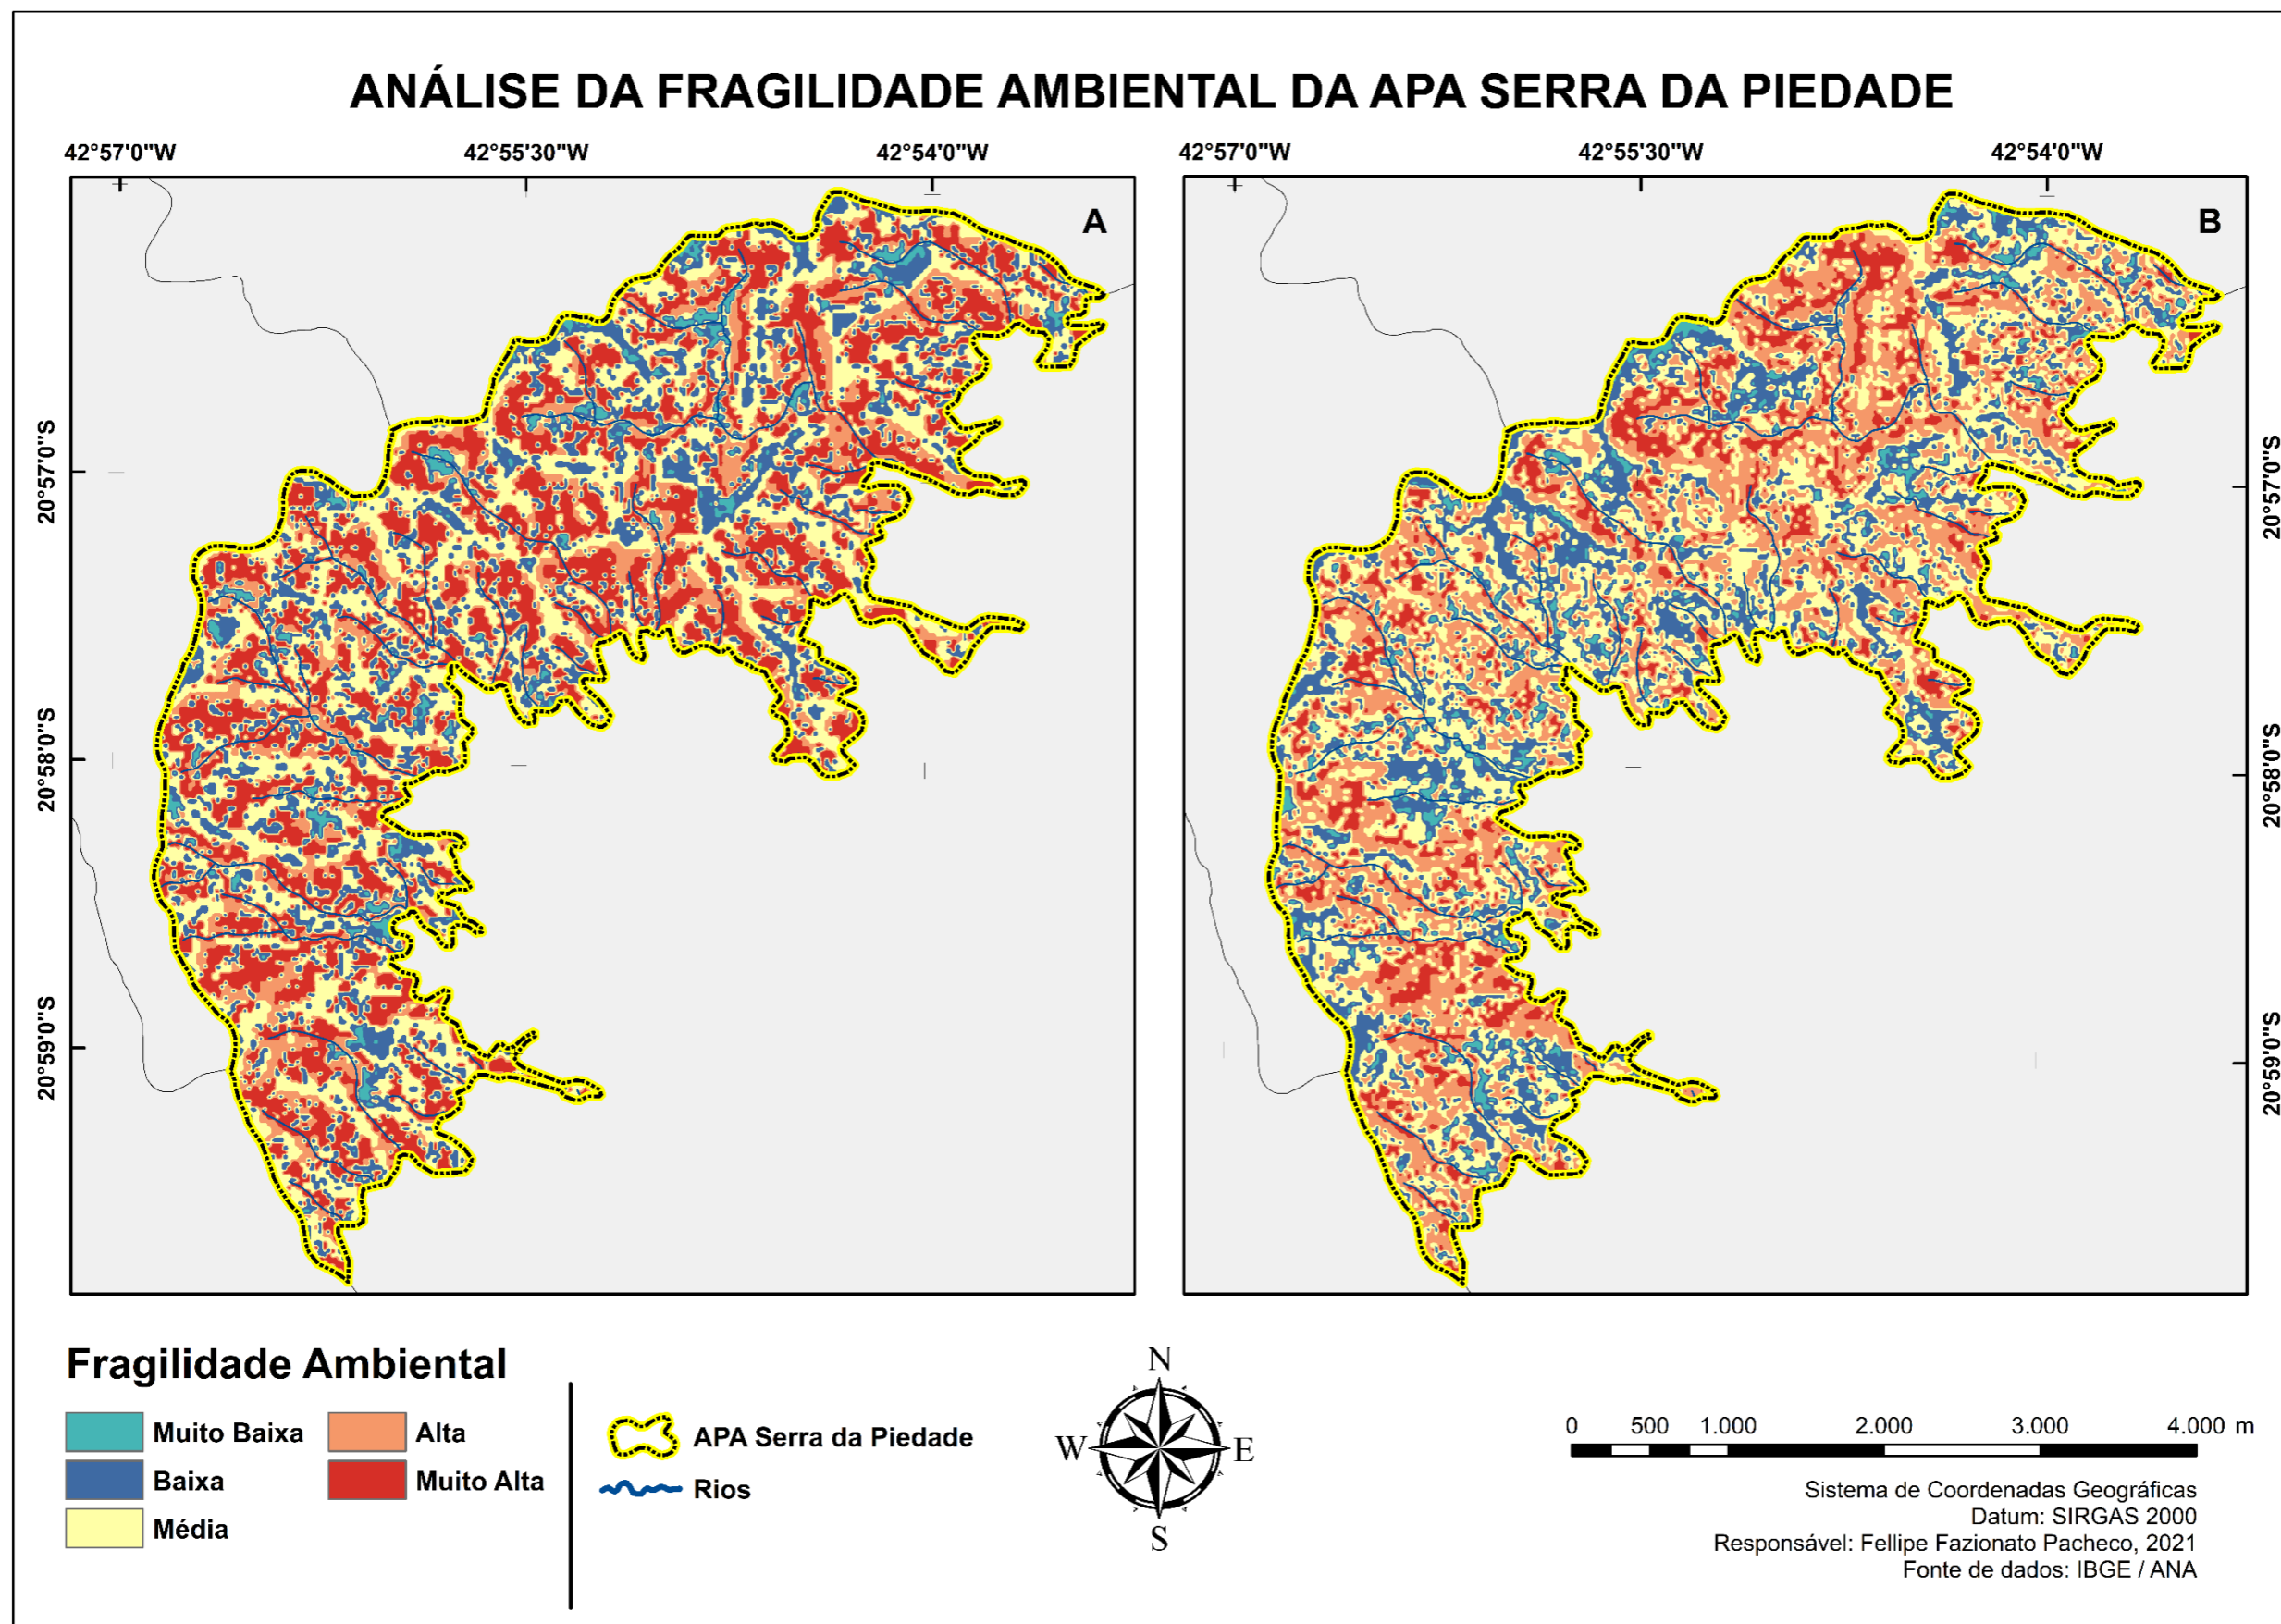 ANÁLISE DA FRAGILIDADE AMBIENTAL DA APA SERRA DA PIEDADE
42°57'0"W
42°55'30"W
42°54'0"W
42°57'0"W
42°55'30"W
42°54'0"W
A
B
20°57'0"S
20°58'0"S
20°59'0"S
20°57'0"S
20°58'0"S
20°59'0"S
Fragilidade Ambiental
Muito Baixa
Alta
Baixa
Muito Alta
Média
APA Serra da Piedade
Rios
N
W
E
S
0 500 1.000 2.000 3.000 4.000 m
Sistema de Coordenadas Geográficas
Datum: SIRGAS 2000
Responsável: Fellipe Fazionato Pacheco, 2021
Fonte de dados: IBGE / ANA